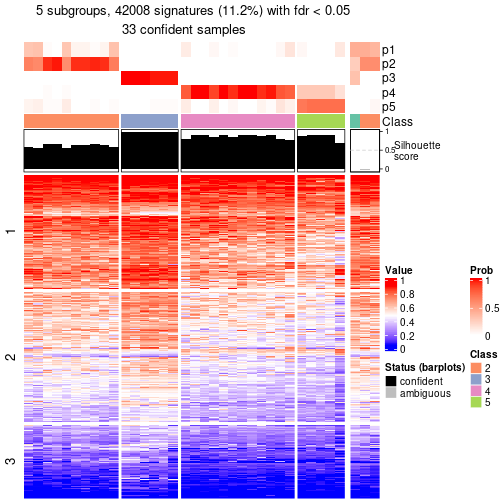 5 subgroups, 42008 signatures (11.2%) with fdr < 0.05
33 confident samples
p1
p2
p3
p4
p5
Class
1
0.5
0
Silhouette
score
1
2
3
Value
1
0.8
0.6
0.4
0.2
0
Prob
1
0.5
0
Status (barplots)
confident
ambiguous
Class
2
3
4
5